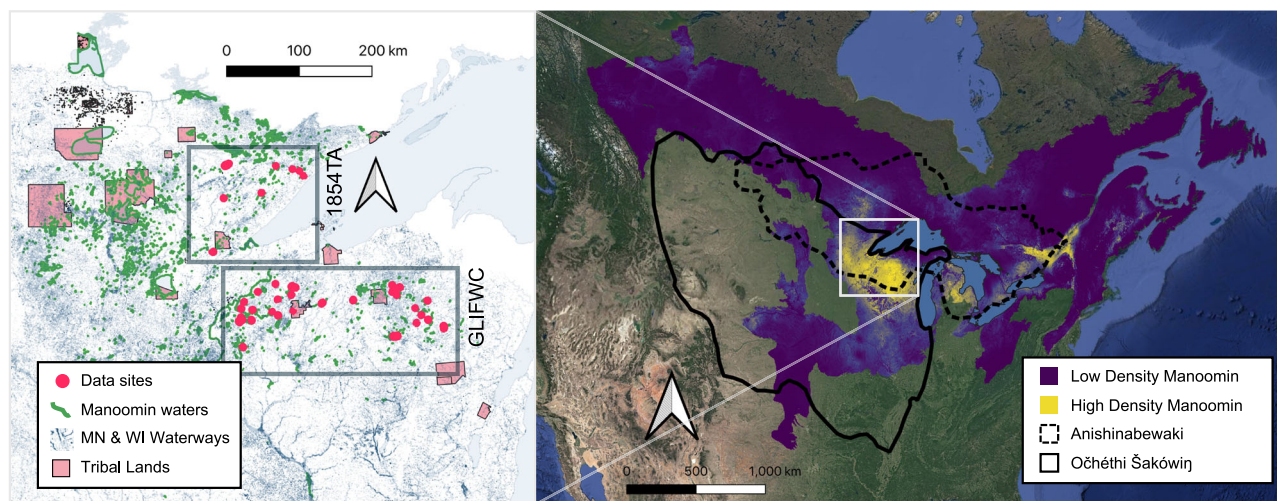 0 100 200 km
1854TA
GLIFWC
Data sites
Manoomin waters
MN & WI Waterways
Tribal Lands
0 500 1,000 km
Low Density Manoomin
High Density Manoomin
Anishinabewaki
Očhéthi Šakówiŋ